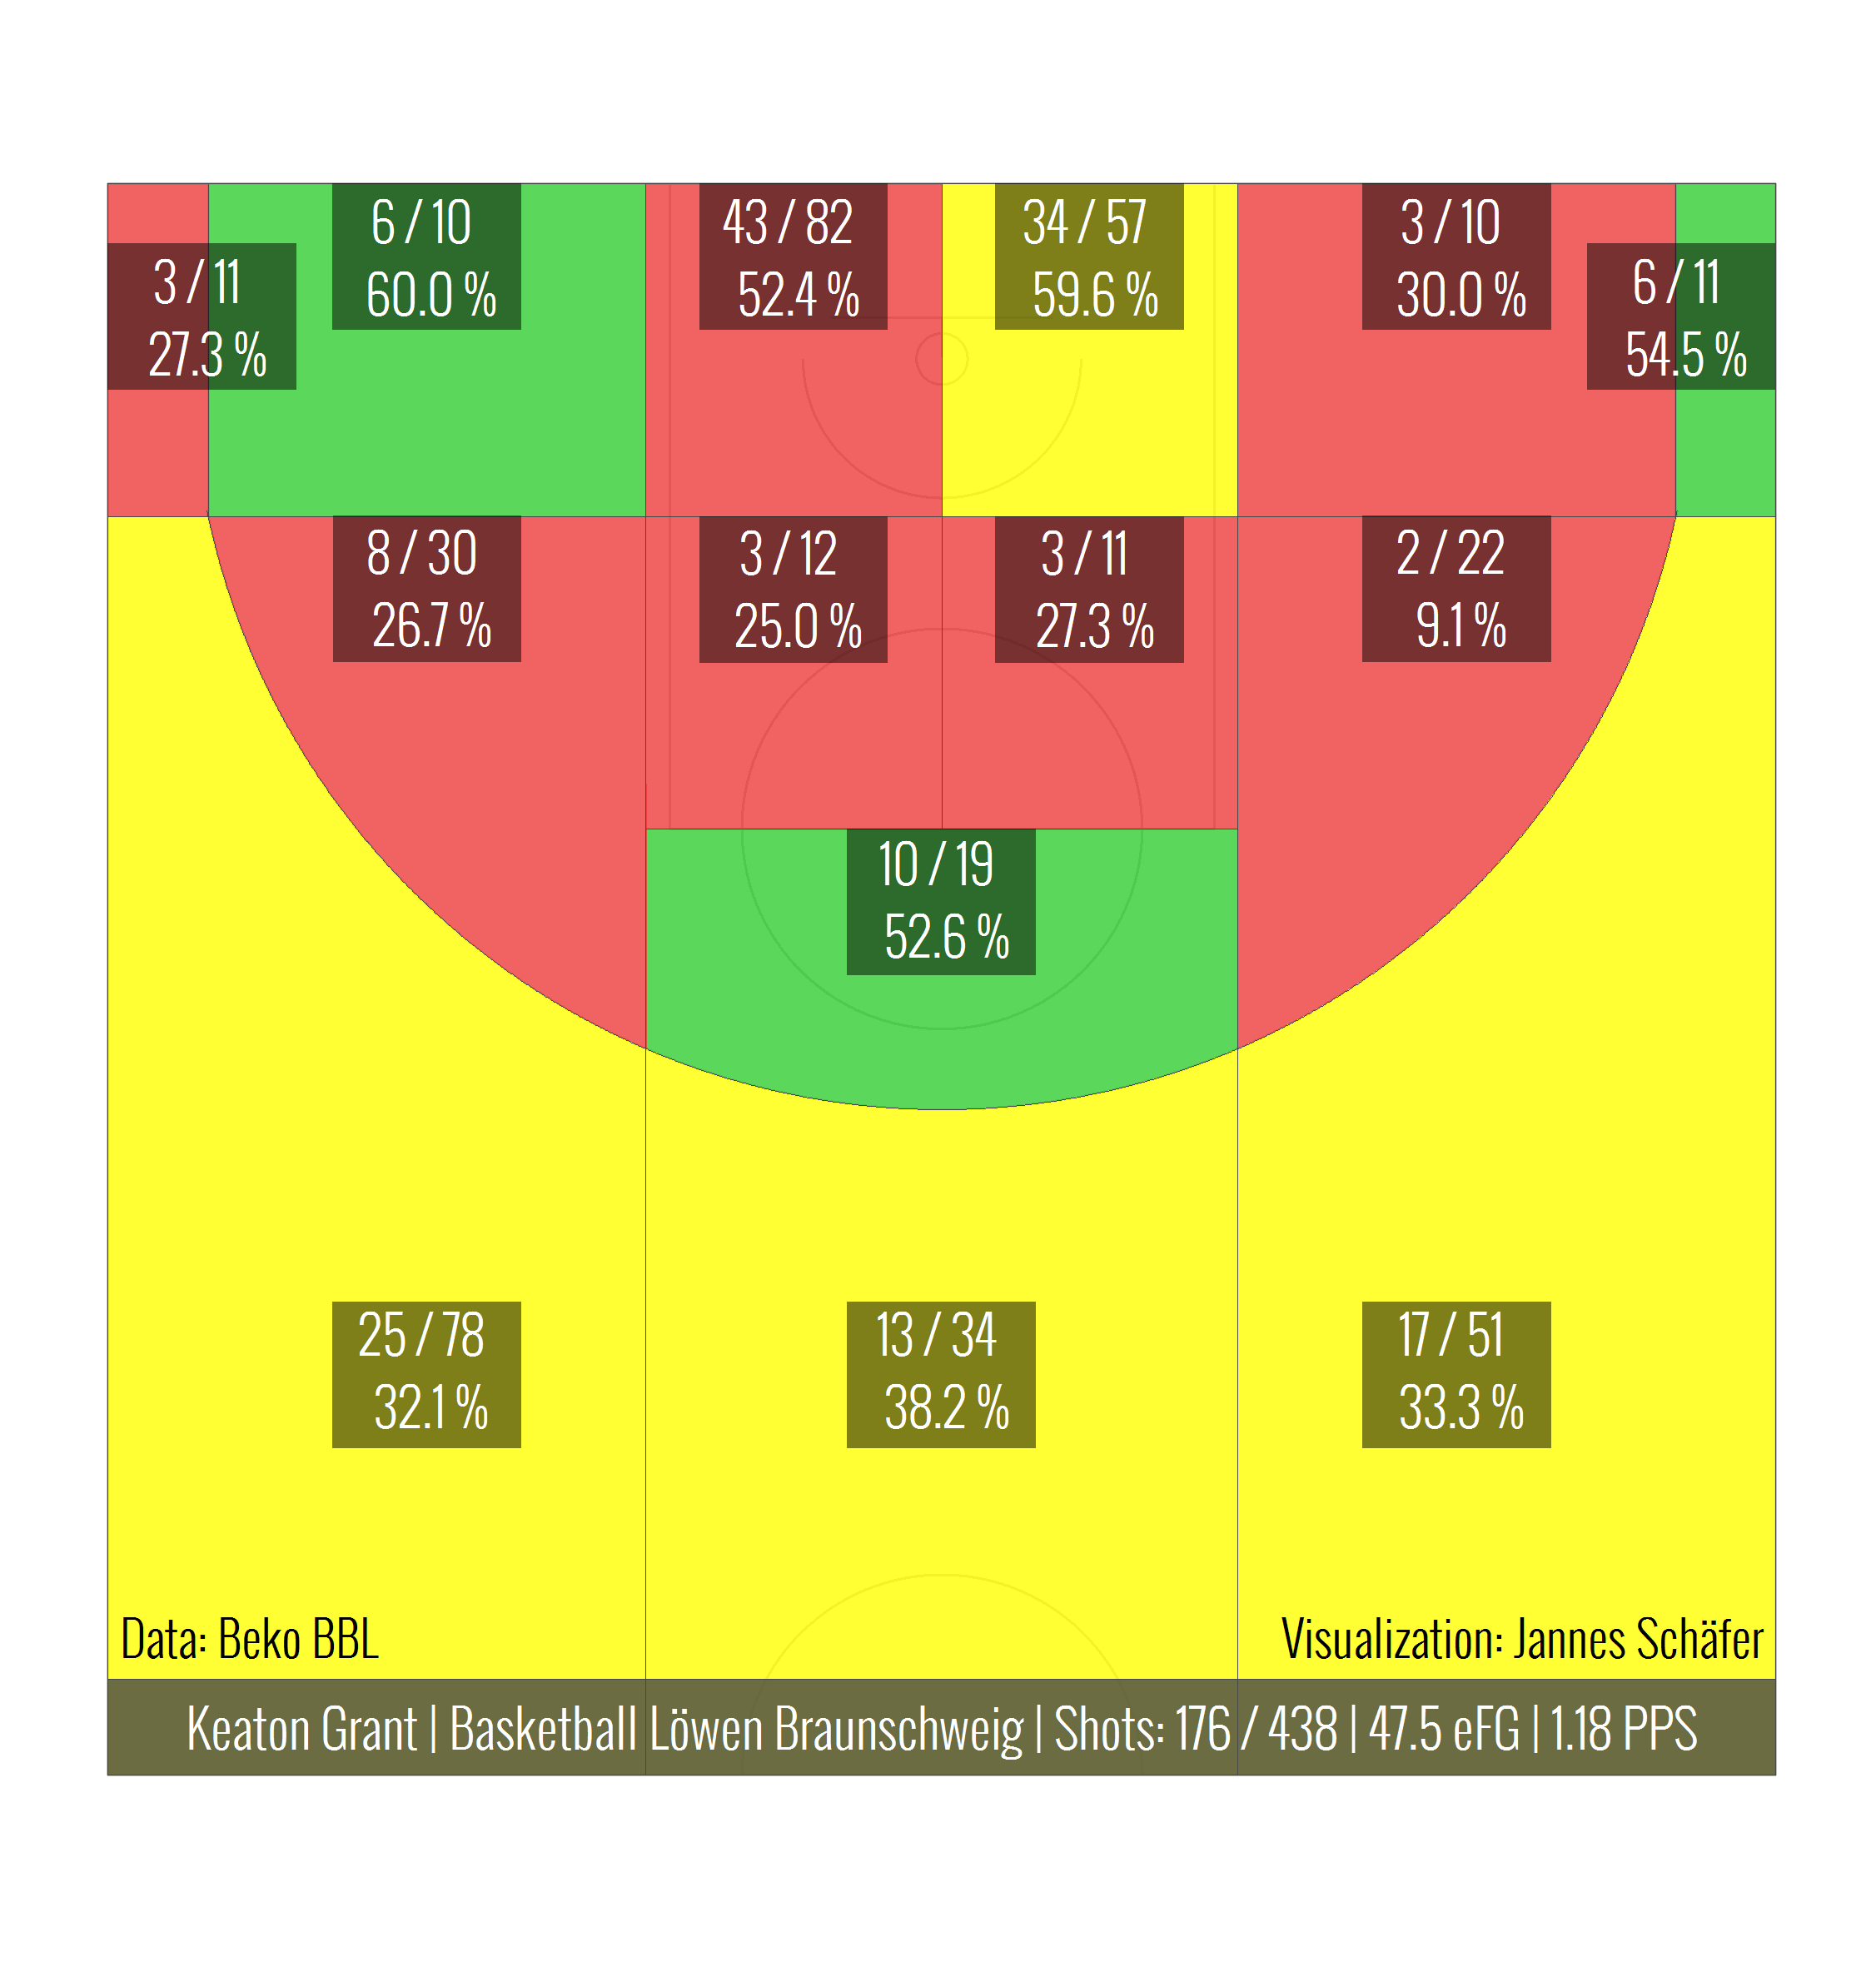 6 / 10
60.0 %
43 / 82
52.4 %
34 / 57
59.6 %
3 / 10
30.0 %
3 / 11
27.3 %
6 / 11
54.5 %
8 / 30
26.7 %
3 / 12
25.0 %
3 / 11
27.3 %
2 / 22
9.1 %
10 / 19
52.6 %
25 / 78
32.1 %
13 / 34
38.2 %
17 / 51
33.3 %
Data: Beko BBL
Visualization: Jannes Schäfer
Keaton Grant | Basketball Löwen Braunschweig | Shots: 176 / 438 | 47.5 eFG | 1.18 PPS